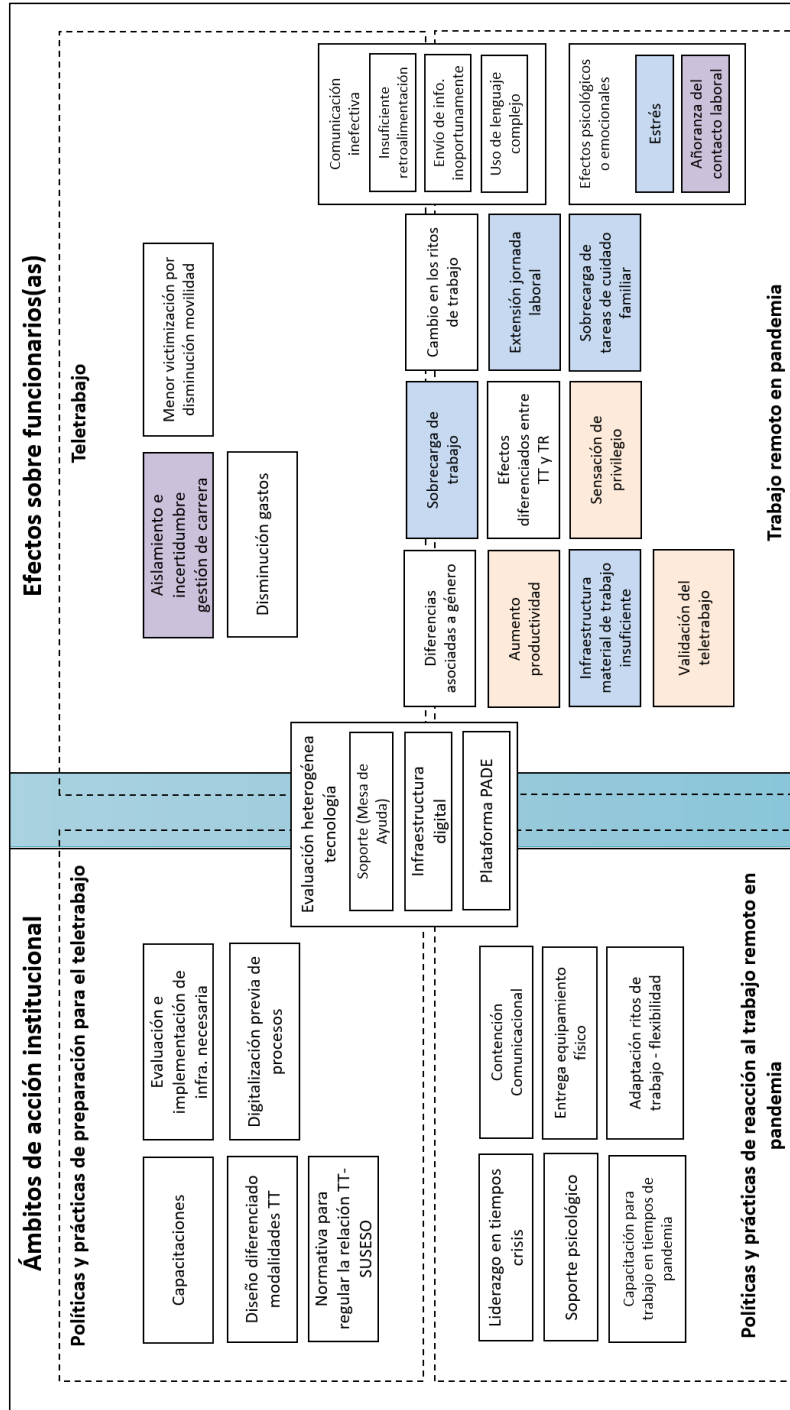 Ámbitos de acción institucional
Políticas y prácticas de preparación para el teletrabajo
Capacitaciones
Evaluación e
implementación de
infra. necesaria
Diseño diferenciado
modalidades TT
Digitalización previa de
procesos
Normativa para
regular la relación TT-
SUSESO
Liderazgo en tiempos
crisis
Contención
Comunicacional
Soporte psicológico
Entrega equipamiento
físico
Capacitación para
trabajo en tiempos de
pandemia
Adaptación ritos de
trabajo - flexibilidad
Políticas y prácticas de reacción al trabajo remoto en
pandemia
Evaluación heterogénea
tecnología
Soporte (Mesa de
Ayuda)
Infraestructura
digital
Plataforma PADE
Efectos sobre funcionarios(as)
Teletrabajo
Aislamiento e
incertidumbre
gestión de carrera
Menor victimización por
disminución movilidad
Disminución gastos
Diferencias
asociadas a género
Sobrecarga de
trabajo
Cambio en los ritos
de trabajo
Aumento
productividad
Efectos
diferenciados entre
TT y TR
Extensión jornada
laboral
Infraestructura
material de trabajo
insuficiente
Sensación de
privilegio
Sobrecarga de
tareas de cuidado
familiar
Validación del
teletrabajo
Comunicación
inefectiva
Insuficiente
retroalimentación
Envío de info.
inoportunamente
Uso de lenguaje
complejo
Efectos psicológicos
o emocionales
Estrés
Añoranza del
contacto laboral
Trabajo remoto en pandemia